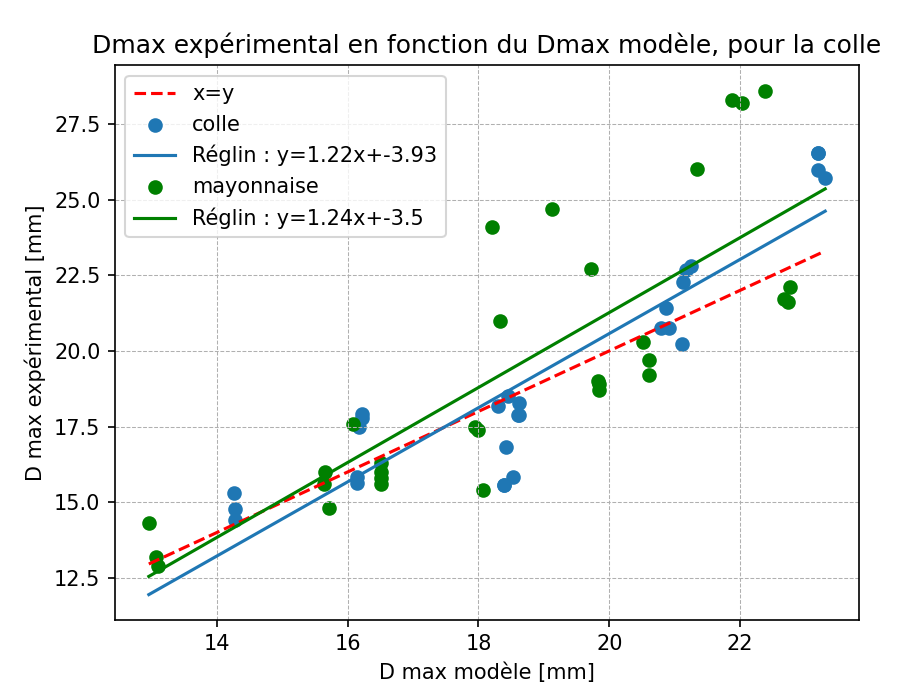 Dmax expérimental en fonction du Dmax modèle, pour la colle
x=y
colle
Réglin : y=1.22x+-3.93
mayonnaise
Réglin : y=1.24x+-3.5
27.5
25.0
22.5
20.0
17.5
15.0
12.5
D max expérimental [mm]
14 16 18 20 22
D max modèle [mm]